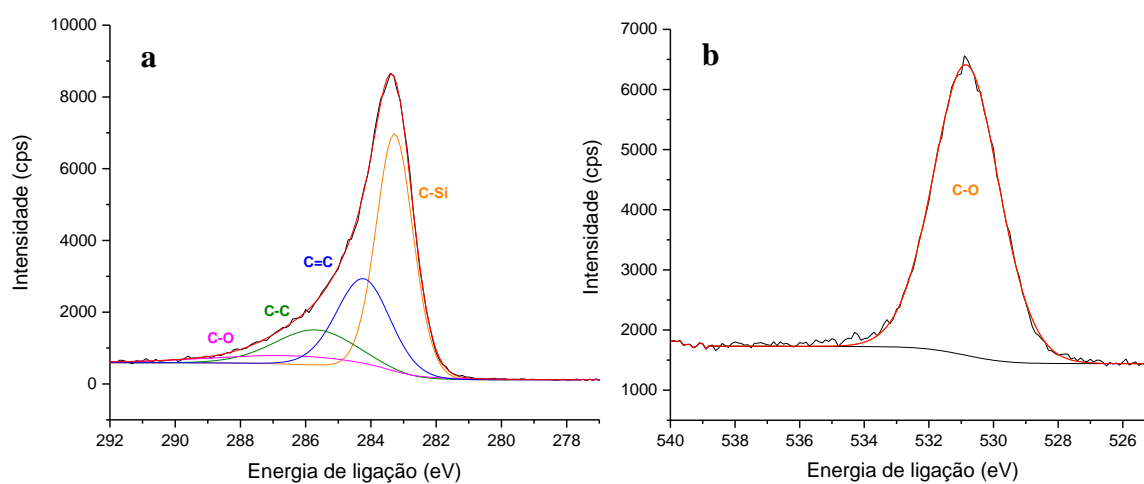 a
10000
8000
6000
4000
2000
0
Intensidade (cps)
C-Si
C=C
C-C
C-O
292 290 288 286 284 282 280 278
Energia de ligação (eV)
b
7000
6000
5000
4000
3000
2000
1000
Intensidade (cps)
C-O
540 538 536 534 532 530 528 526
Energia de ligação (eV)